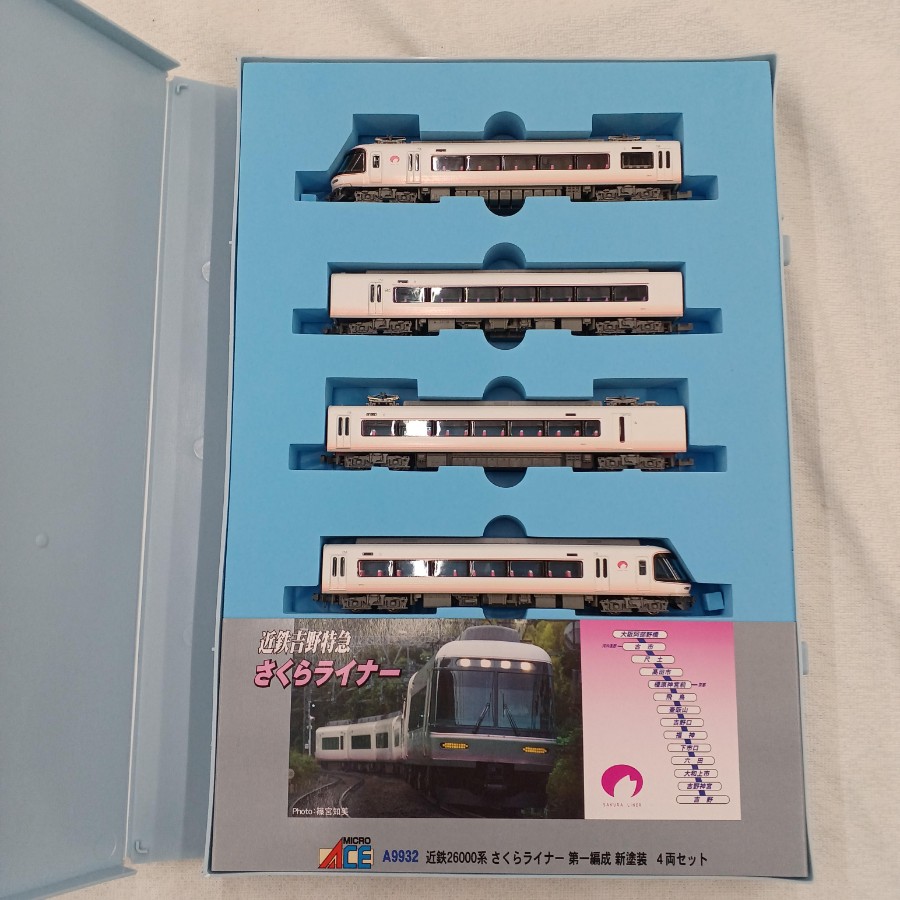 近鉄吉野特急
さくらライナー
Photo:篠宮知美
大阪阿部野橋
古市
尺土
高田市
橿原神宮前
飛鳥
壺阪山
吉野口
福神
下市口
六田
大和上市
吉野神宮
吉野
SAKURA LINER
MICRO
ACE
A9932 近鉄26000系 さくらライナー 第一編成 新塗装 4両セット